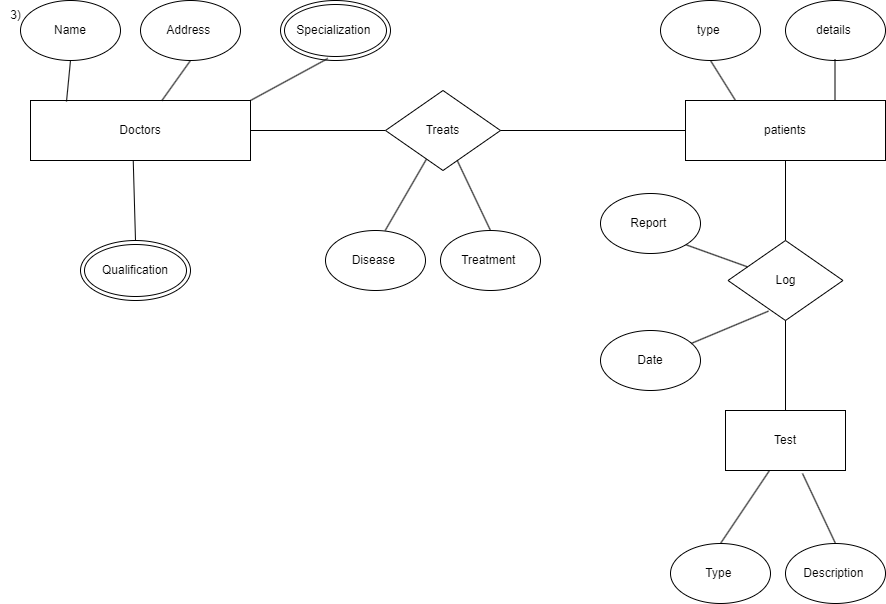 3)
Name
Address
Specialization
type
details
Doctors
Treats
patients
Report
Qualification
Disease
Treatment
Log
Date
Test
Type
Description